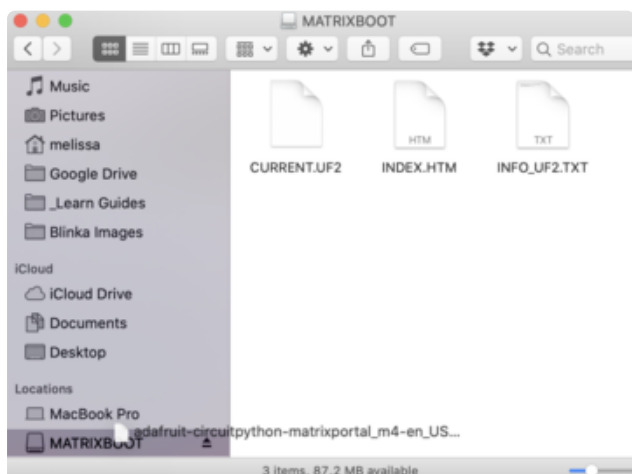 MATRIXBOOT
Search
Music
Pictures
melissa
Google Drive
_Learn Guides
Blinka Images
iCloud
iCloud Drive
Documents
Desktop
Locations
MacBook Pro
MATRIXBOOT
HTM
TXT
CURRENT.UF2 INDEX.HTM INFO_UF2.TXT
adafruit-circuitpython-matrixportal_m4-en_US...
3 items, 87.2 MB available